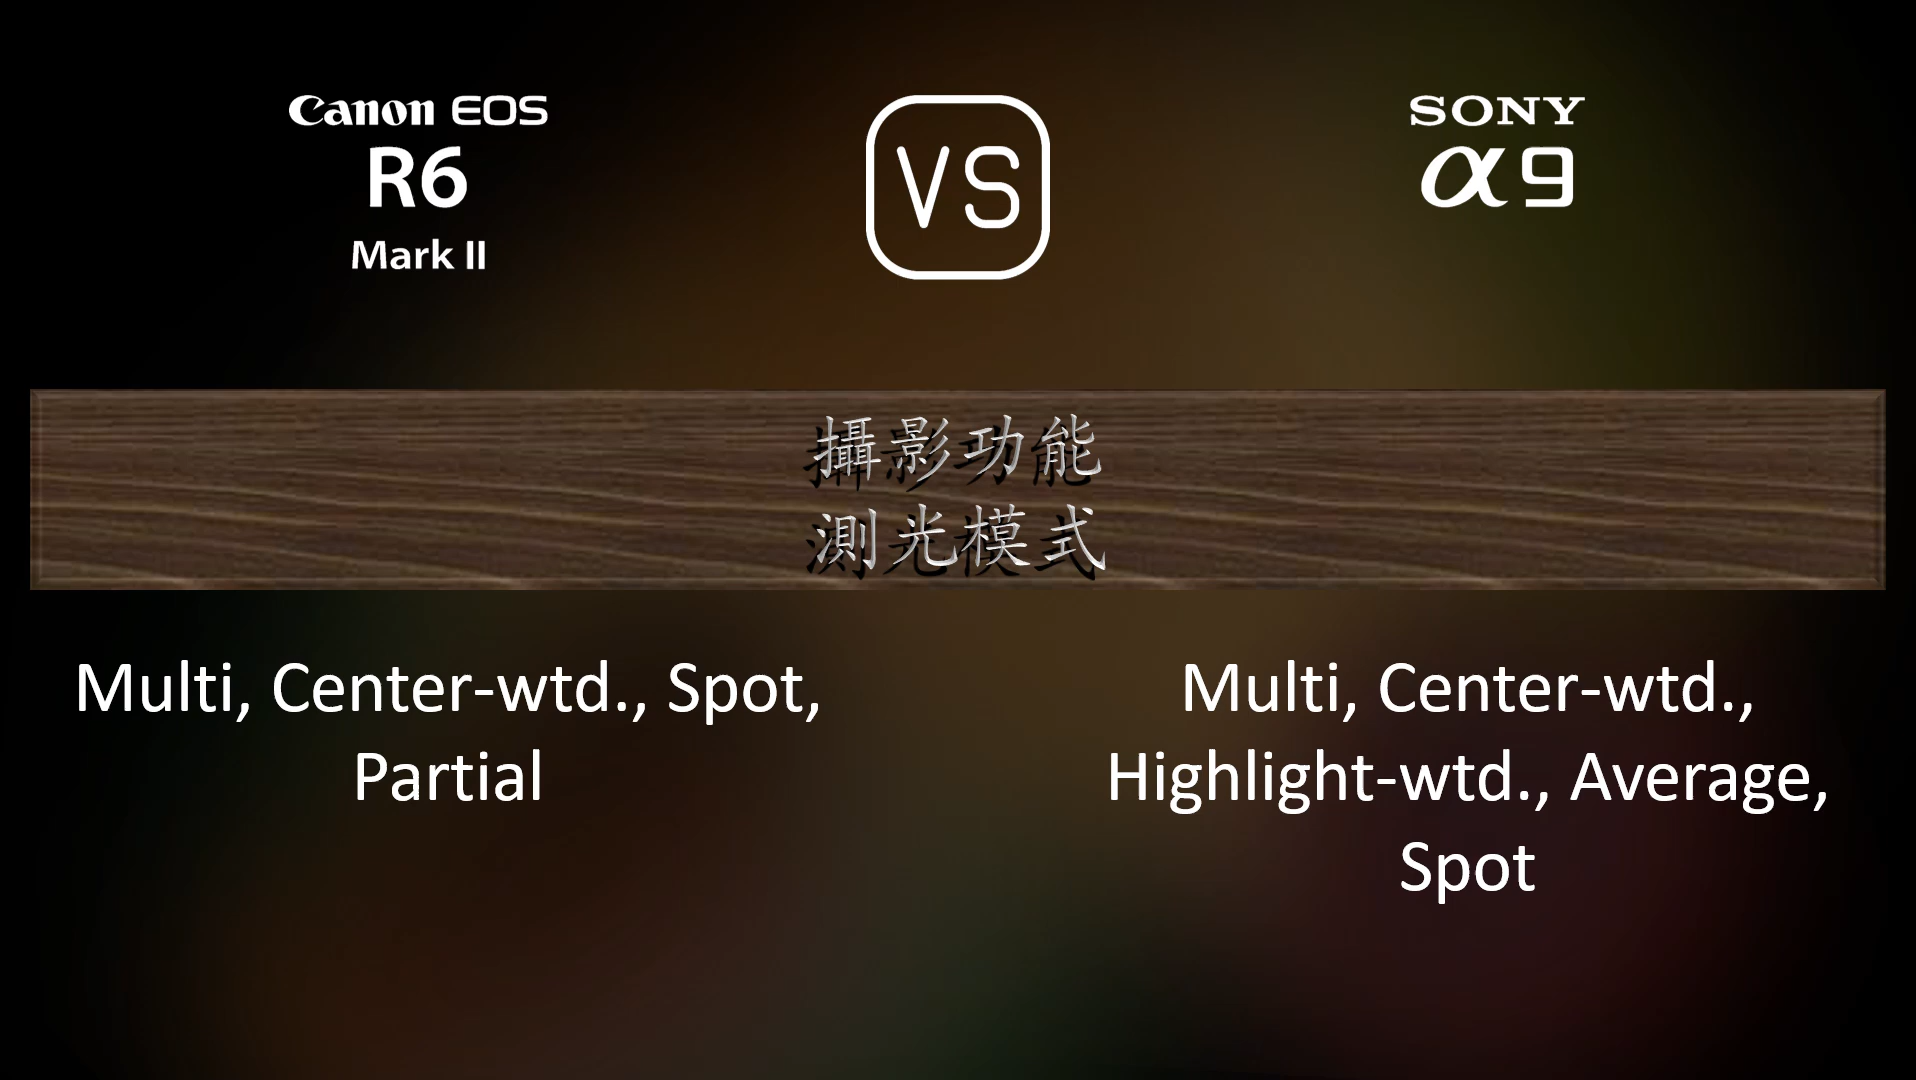 Canon EOS
R6
Mark II
VS
SONY
α9
攝影功能
測光模式
Multi, Center-wtd., Spot,
Partial
Multi, Center-wtd.,
Highlight-wtd., Average,
Spot